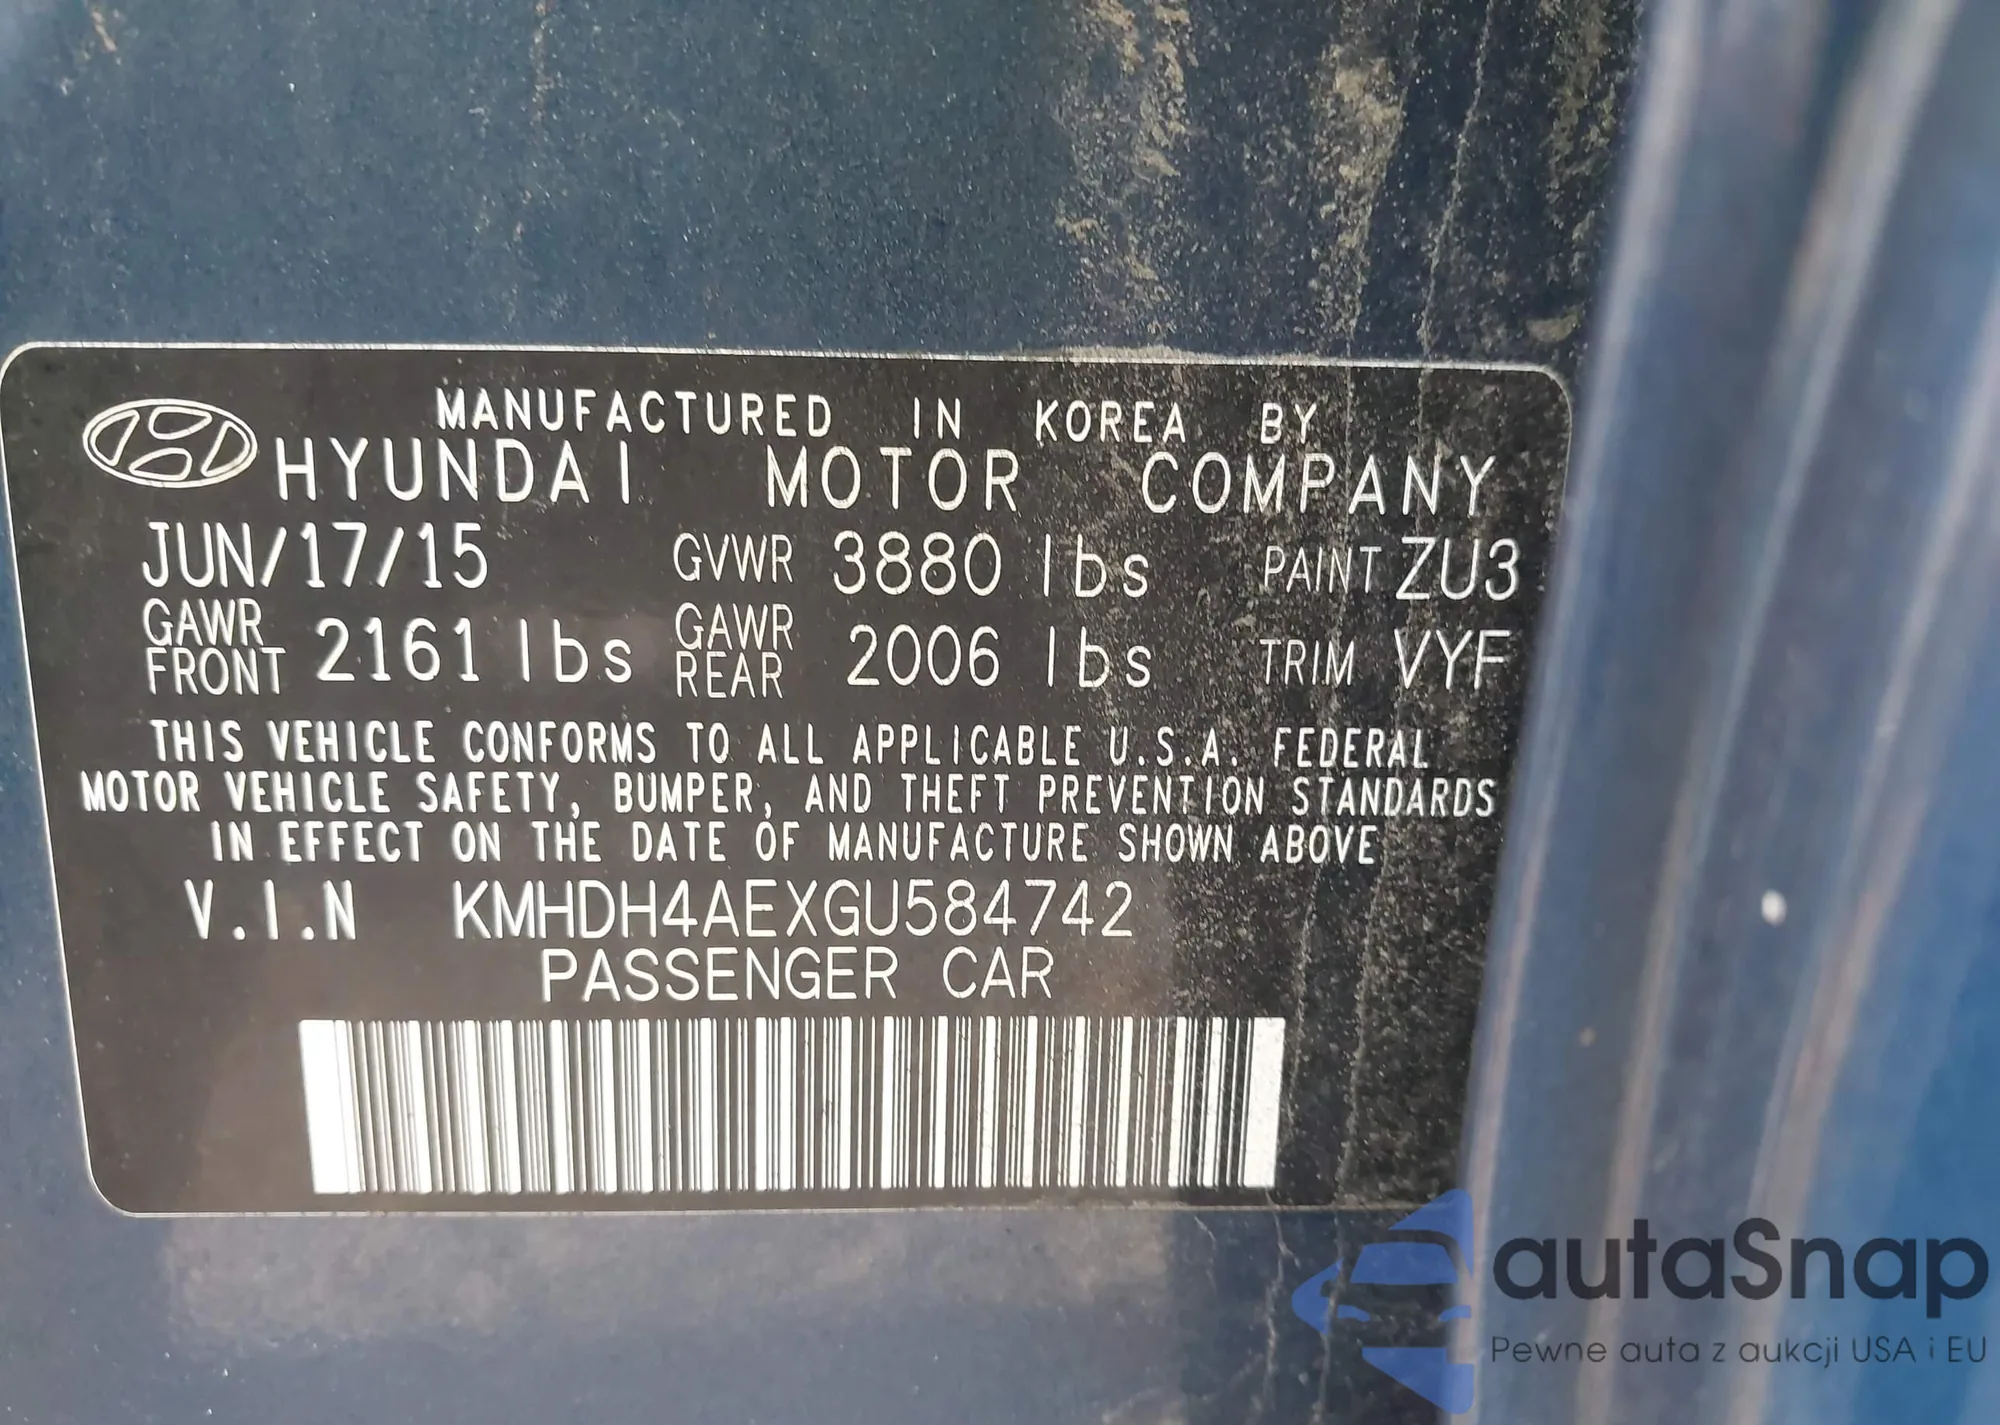 MANUFACTURED IN KOREA BY
HYUNDAI MOTOR COMPANY
JUN/17/15 GVWR 3880 lbs PAINT ZU3
GAWR FRONT 2161 lbs GAWR REAR 2006 lbs TRIM VYF
THIS VEHICLE CONFORMS TO ALL APPLICABLE U.S.A. FEDERAL
MOTOR VEHICLE SAFETY, BUMPER, AND THEFT PREVENTION STANDARDS
IN EFFECT ON THE DATE OF MANUFACTURE SHOWN ABOVE
V.I.N KMHDH4AEXGU584742
PASSENGER CAR
autaSnap
Pewne auta z aukcji USA i EU